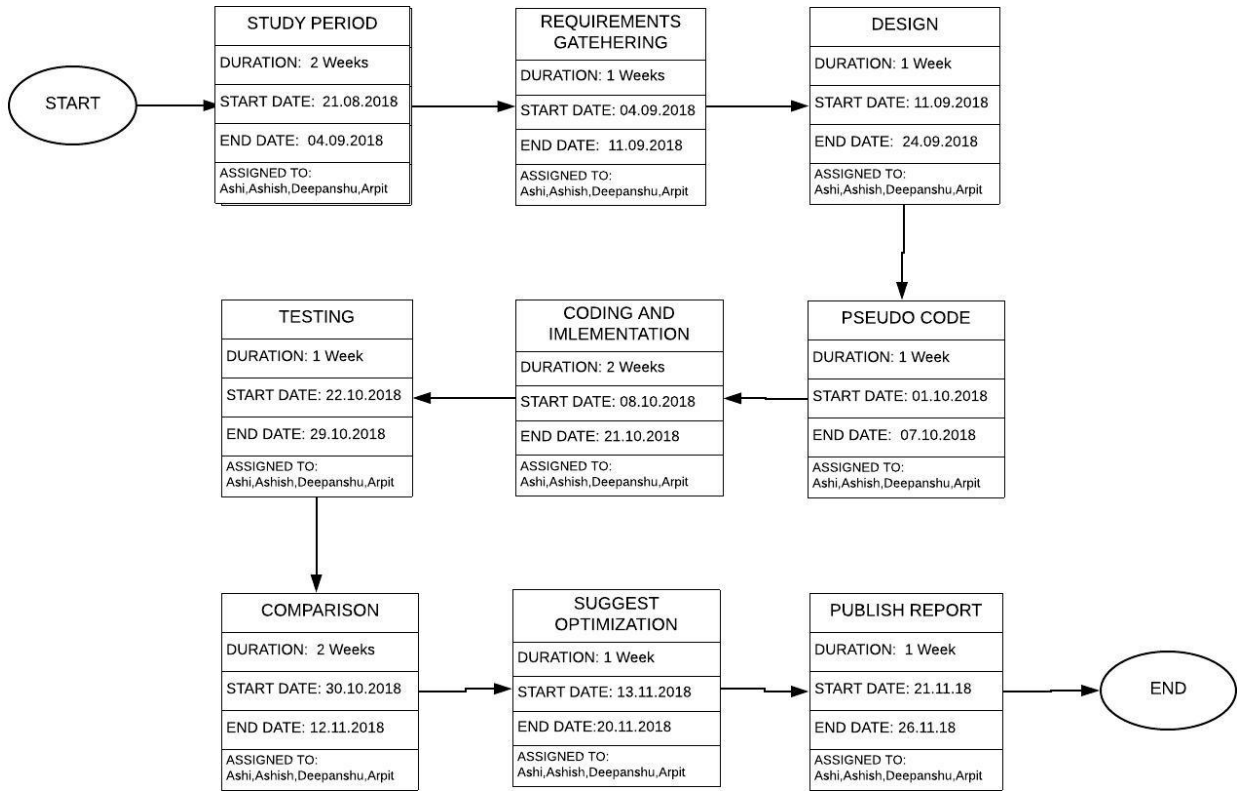 START
STUDY PERIOD
DURATION:  2 Weeks
START DATE:  21.08.2018
END DATE:  04.09.2018
ASSIGNED TO:
Ashi,Ashish,Deepanshu,Arpit
REQUIREMENTS
GATEHERING
DURATION: 1 Weeks
START DATE: 04.09.2018
END DATE:  11.09.2018
ASSIGNED TO:
Ashi,Ashish,Deepanshu,Arpit
DESIGN
DURATION: 1 Week
START DATE: 11.09.2018
END DATE:  24.09.2018
ASSIGNED TO:
Ashi,Ashish,Deepanshu,Arpit
PSEUDO CODE
DURATION: 1 Week
START DATE: 01.10.2018
END DATE:  07.10.2018
ASSIGNED TO:
Ashi,Ashish,Deepanshu,Arpit
CODING AND
IMLEMENTATION
DURATION: 2 Weeks
START DATE: 08.10.2018
END DATE: 21.10.2018
ASSIGNED TO:
Ashi,Ashish,Deepanshu,Arpit
TESTING
DURATION: 1 Week
START DATE: 22.10.2018
END DATE: 29.10.2018
ASSIGNED TO:
Ashi,Ashish,Deepanshu,Arpit
COMPARISON
DURATION:  2 Weeks
START DATE: 30.10.2018
END DATE: 12.11.2018
ASSIGNED TO:
Ashi,Ashish,Deepanshu,Arpit
SUGGEST
OPTIMIZATION
DURATION: 1 Week
START DATE: 13.11.2018
END DATE:20.11.2018
ASSIGNED TO:
Ashi,Ashish,Deepanshu,Arpit
PUBLISH REPORT
DURATION:  1 Week
START DATE: 21.11.18
END DATE: 26.11.18
ASSIGNED TO:
Ashi,Ashish,Deepanshu,Arpit
END